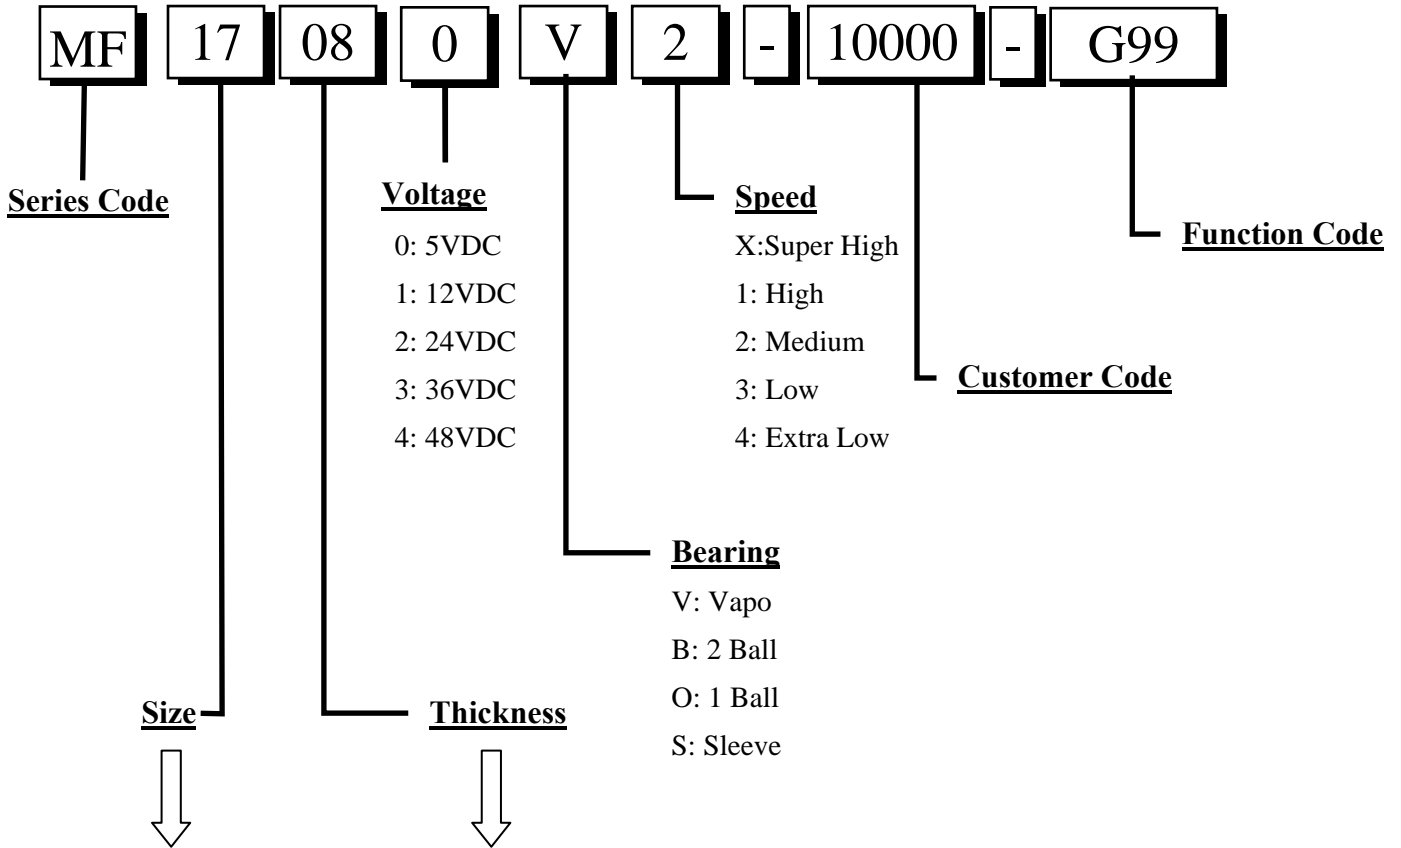 MF 17 08 0 V 2 - 10000 - G99
Series Code
Voltage
0: 5VDC
1: 12VDC
2: 24VDC
3: 36VDC
4: 48VDC
Speed
X:Super High
1: High
2: Medium
3: Low
4: Extra Low
Function Code
Customer Code
Bearing
V: Vapo
B: 2 Ball
O: 1 Ball
S: Sleeve
Size
Thickness